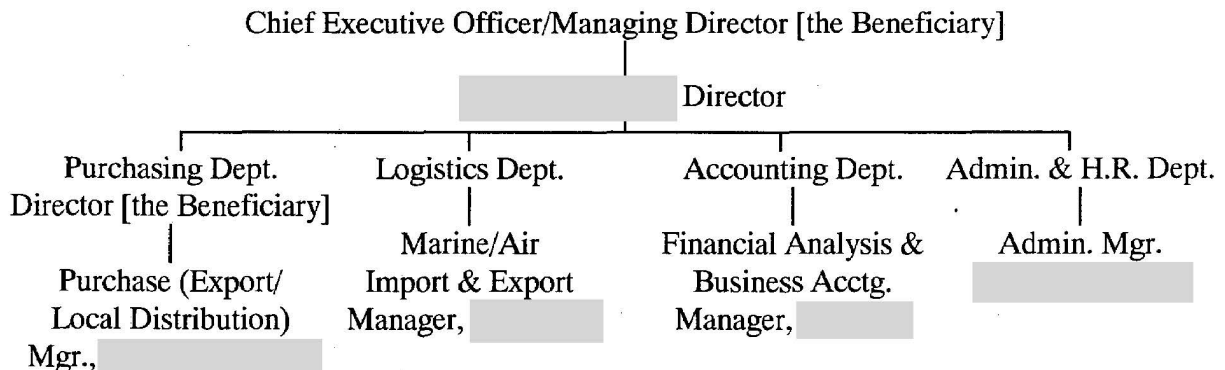 Chief Executive Officer/Managing Director [the Beneficiary]
Director
Purchasing Dept.
Director [the Beneficiary]
Purchase (Export/
Local Distribution)
Mgr.,
Logistics Dept.
Marine/Air
Import & Export
Manager,
Accounting Dept.
Financial Analysis &
Business Acctg.
Manager,
Admin. & H.R. Dept.
Admin. Mgr.